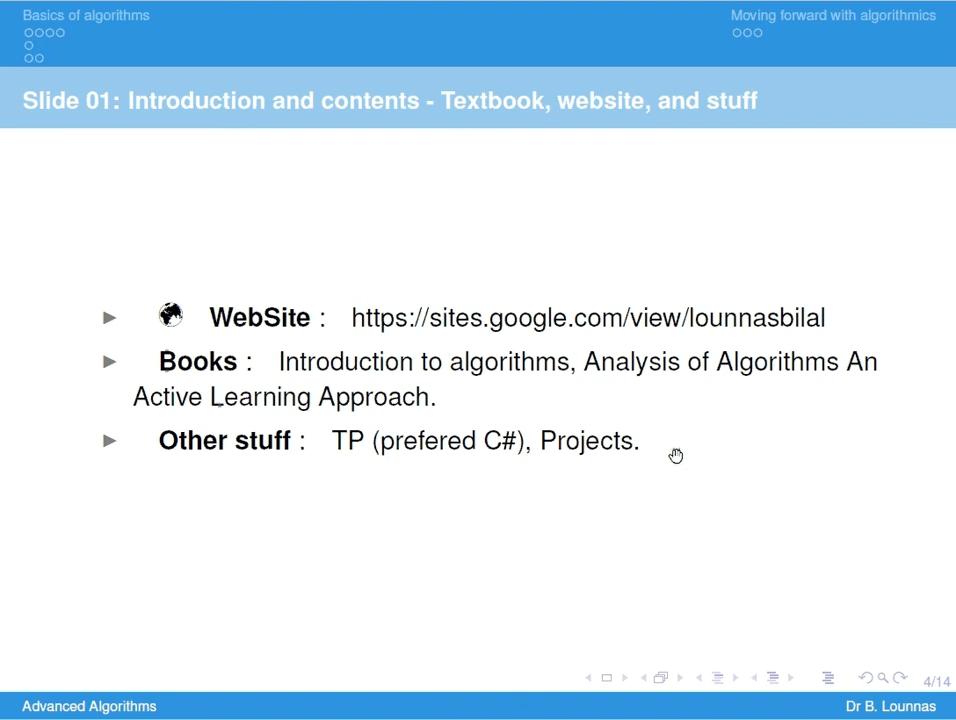 Basics of algorithms
Moving forward with algorithmics
Slide 01: Introduction and contents - Textbook, website, and stuff
WebSite : https://sites.google.com/view/lounnasbilal
Books : Introduction to algorithms, Analysis of Algorithms An
Active Learning Approach.
Other stuff : TP (prefered C#), Projects.
4/14
Advanced Algorithms
Dr B. Lounnas